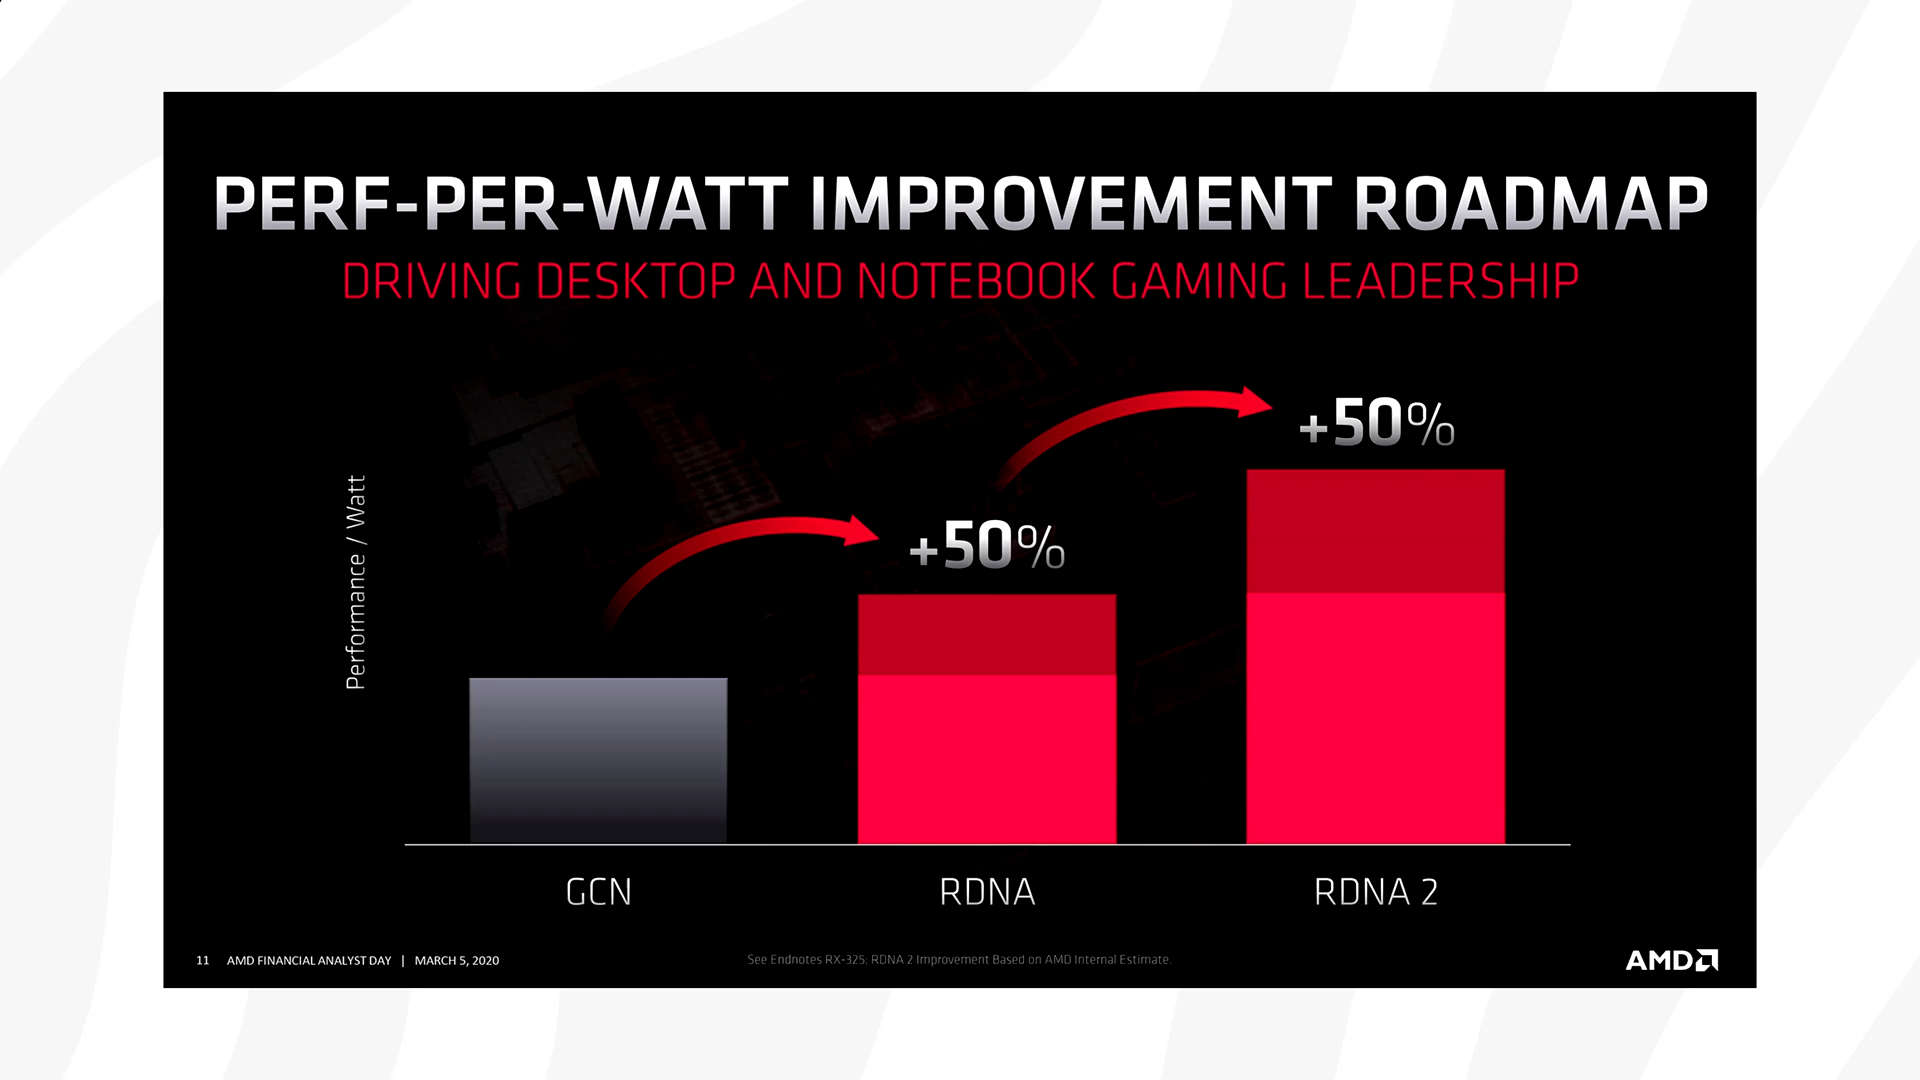 PERF-PER-WATT IMPROVEMENT ROADMAP
DRIVING DESKTOP AND NOTEBOOK GAMING LEADERSHIP
+50%
+50%
Performance / Watt
GCN
RDNA
RDNA 2
11 AMD FINANCIAL ANALYST DAY | MARCH 5, 2020
See Endnotes RX-325; RDNA 2 Improvement Based on AMD Internal Estimate.
AMD